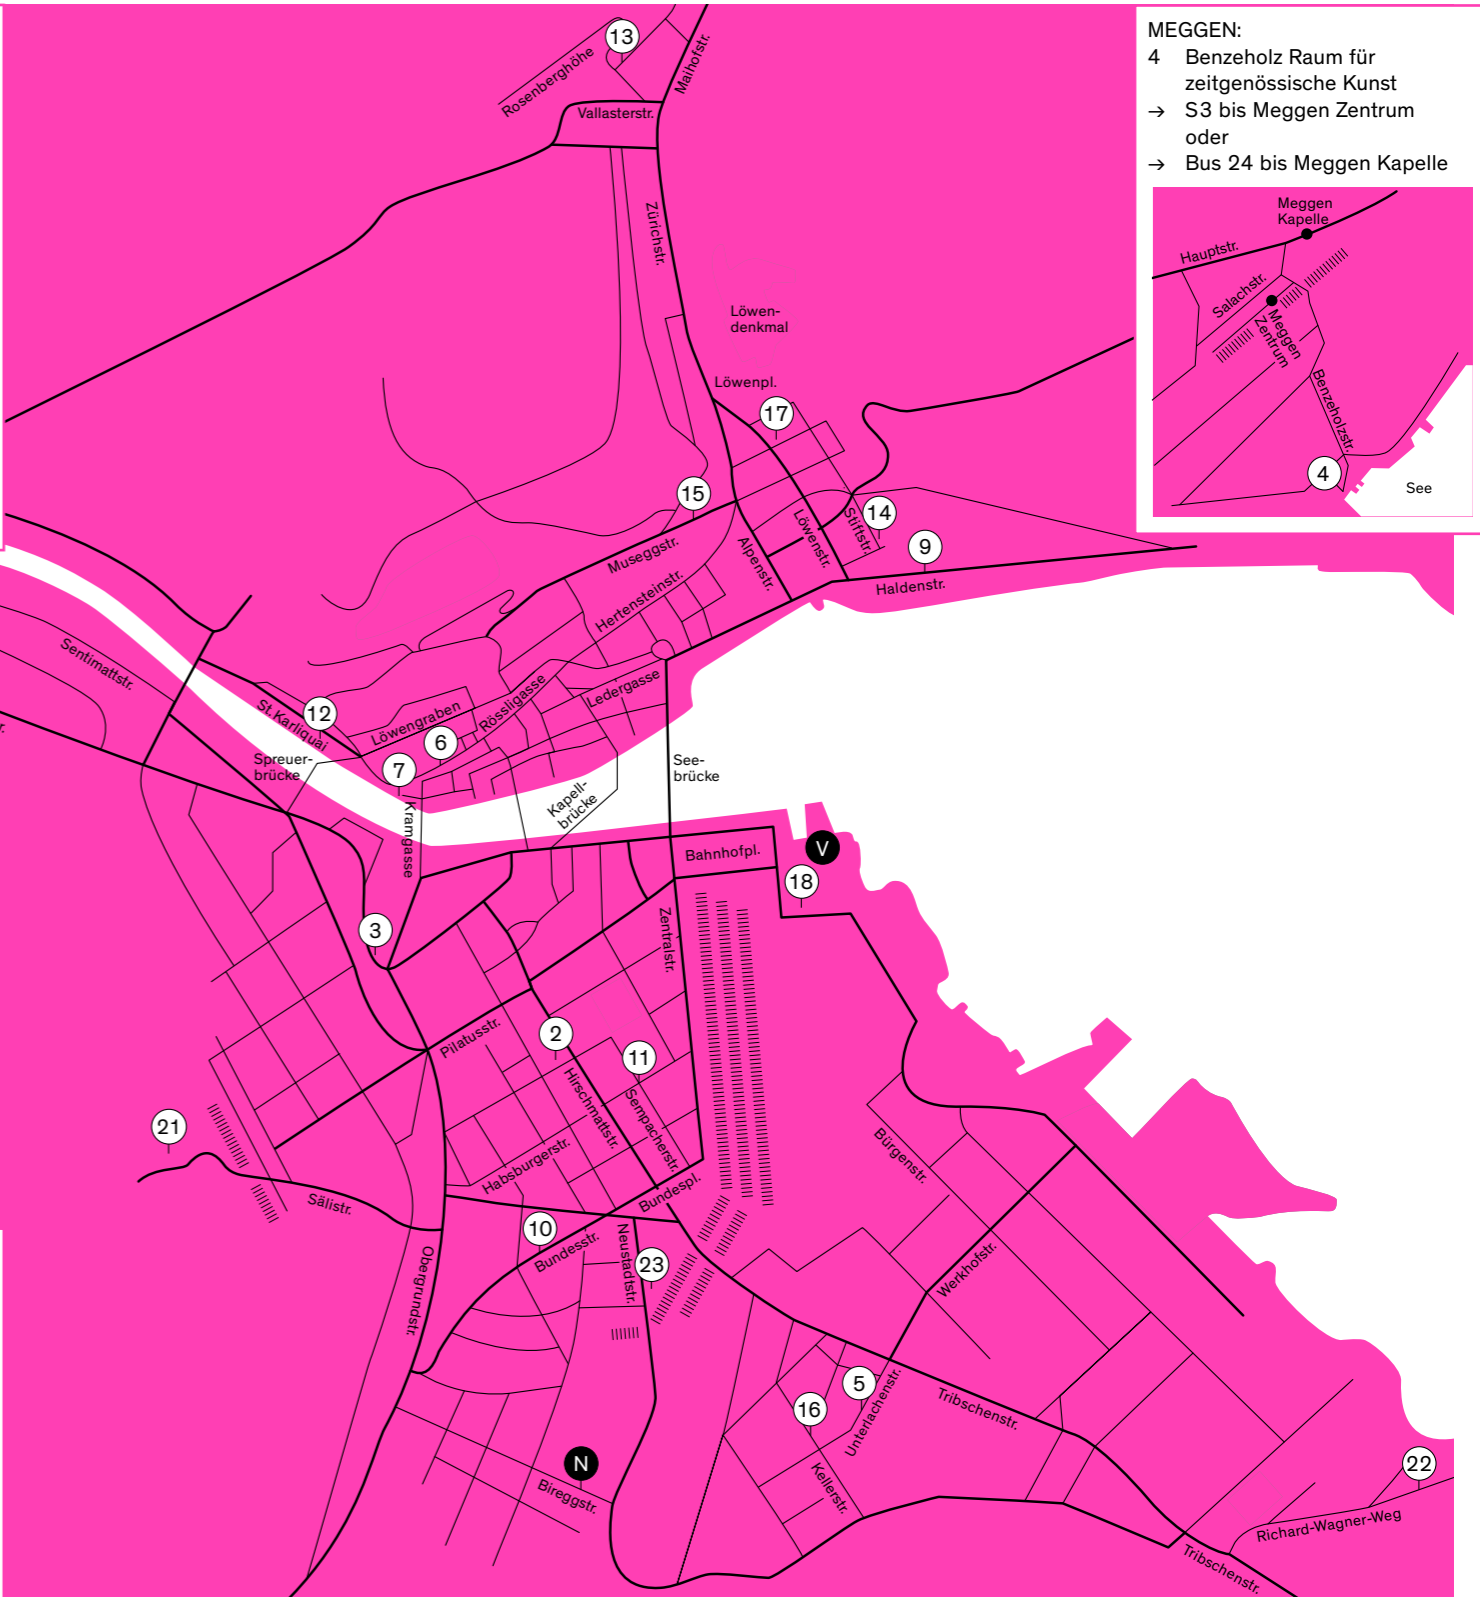 MEGGEN:
4 Benzeholz Raum für
zeitgenössische Kunst
→ S3 bis Meggen Zentrum
oder
→ Bus 24 bis Meggen Kapelle
Meggen
Kapelle
Hauptstr.
Salachstr.
Meggen
Zentrum
Benzeholzstr.
4
See
13
Rosenberghöhe
Maihofstr.
Vallasterstr.
Zürichstr.
Löwen-
denkmal
Löwenpl.
17
15
14
Stiftstr.
Löwenstr.
Alpenstr.
9
Haldenstr.
Museggstr.
Hertensteinstr.
Sentimattstr.
r.
12
St.Karliquai
Löwengraben
Rössligasse
Ledergasse
6
7
Spreuer-
brücke
Kramgasse
Kapell-
brücke
See-
brücke
Bahnhofpl.
V
18
3
Zentralstr.
Pilatusstr.
2
11
Hirschmattstr.
Sempacherstr.
Habsburgerstr.
21
Sälistr.
Bundespl.
10
Bundesstr.
Neustadtstr.
23
Obergrundstr.
Bürgenstr.
Werkhofstr.
5
16
Unterlachenstr.
Tribschenstr.
Kellerstr.
N
Bireggstr.
22
Richard-Wagner-Weg
Tribschenstr.